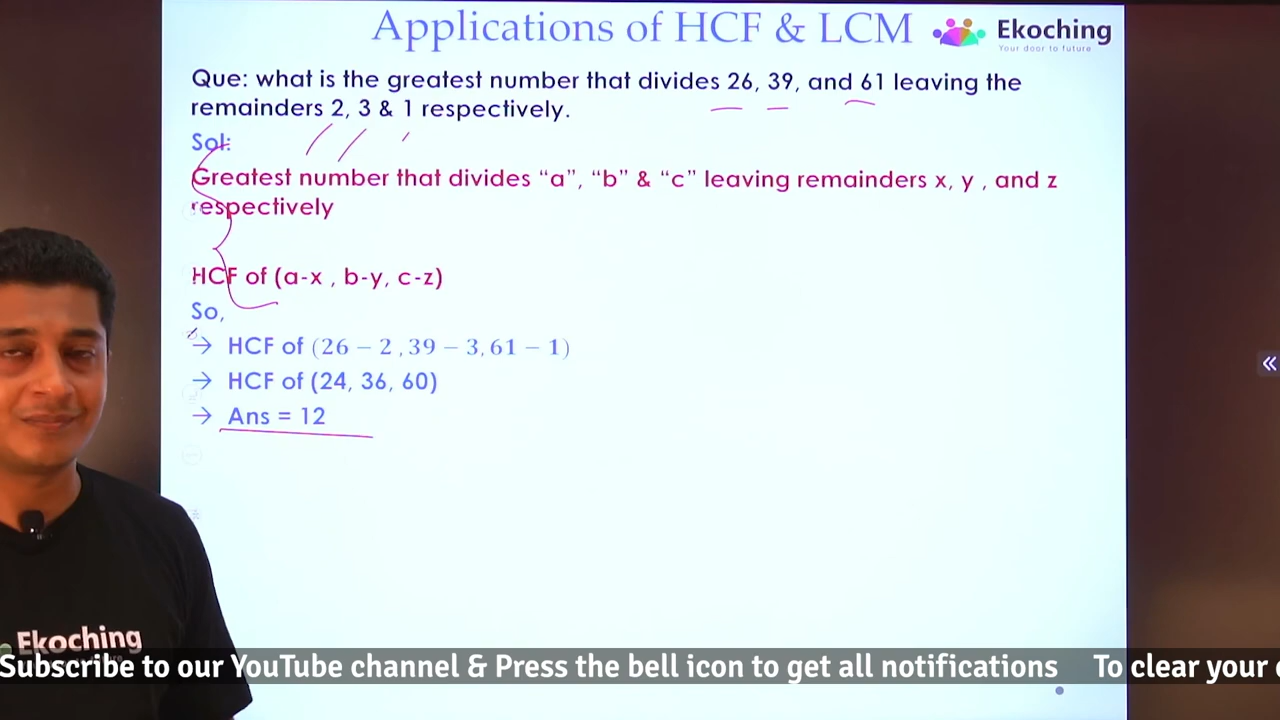 Applications of HCF & LCM
Ekoching
Your door to future
Que: what is the greatest number that divides 26, 39, and 61 leaving the
remainders 2, 3 & 1 respectively.
Sol:
Greatest number that divides “a”, “b” & “c” leaving remainders x, y , and z
respectively
HCF of (a-x , b-y, c-z)
So,
→ HCF of (26 − 2 , 39 − 3, 61 − 1)
→ HCF of (24, 36, 60)
→ Ans = 12
«
Ekoching
Subscribe to our YouTube channel & Press the bell icon to get all notifications To clear your